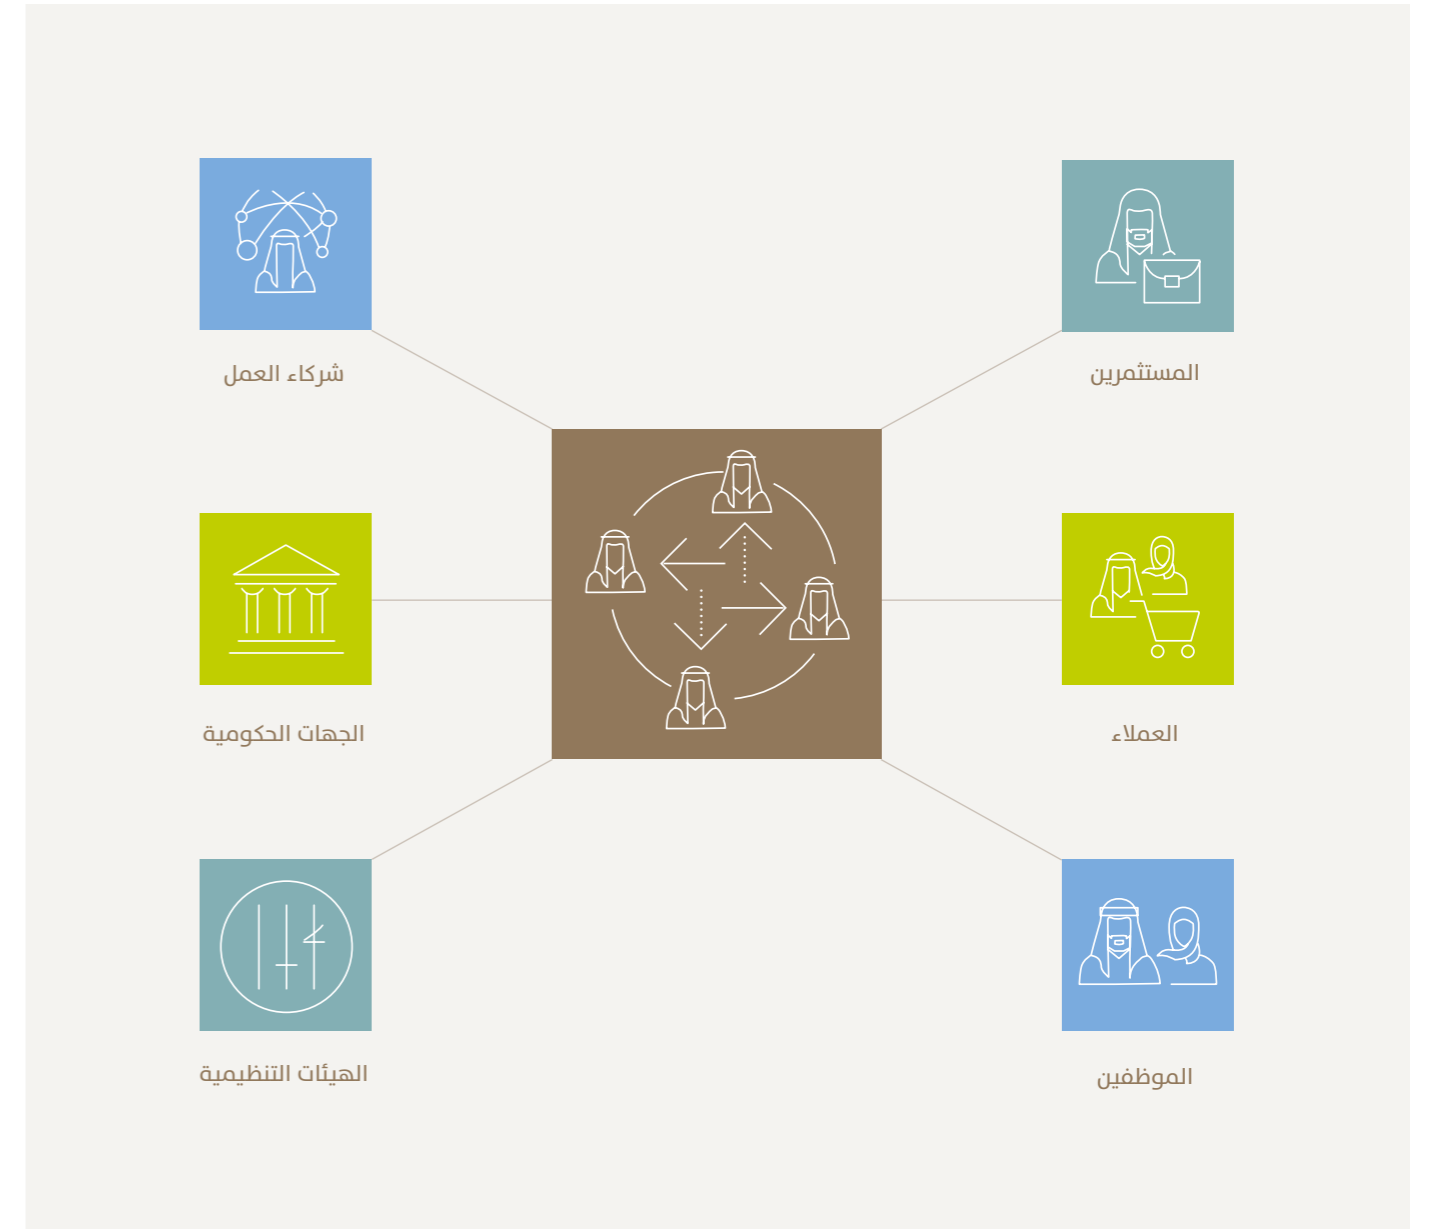 المستثمرين
شركاء العمل
العملاء
الجهات الحكومية
الموظفين
الهيئات التنظيمية